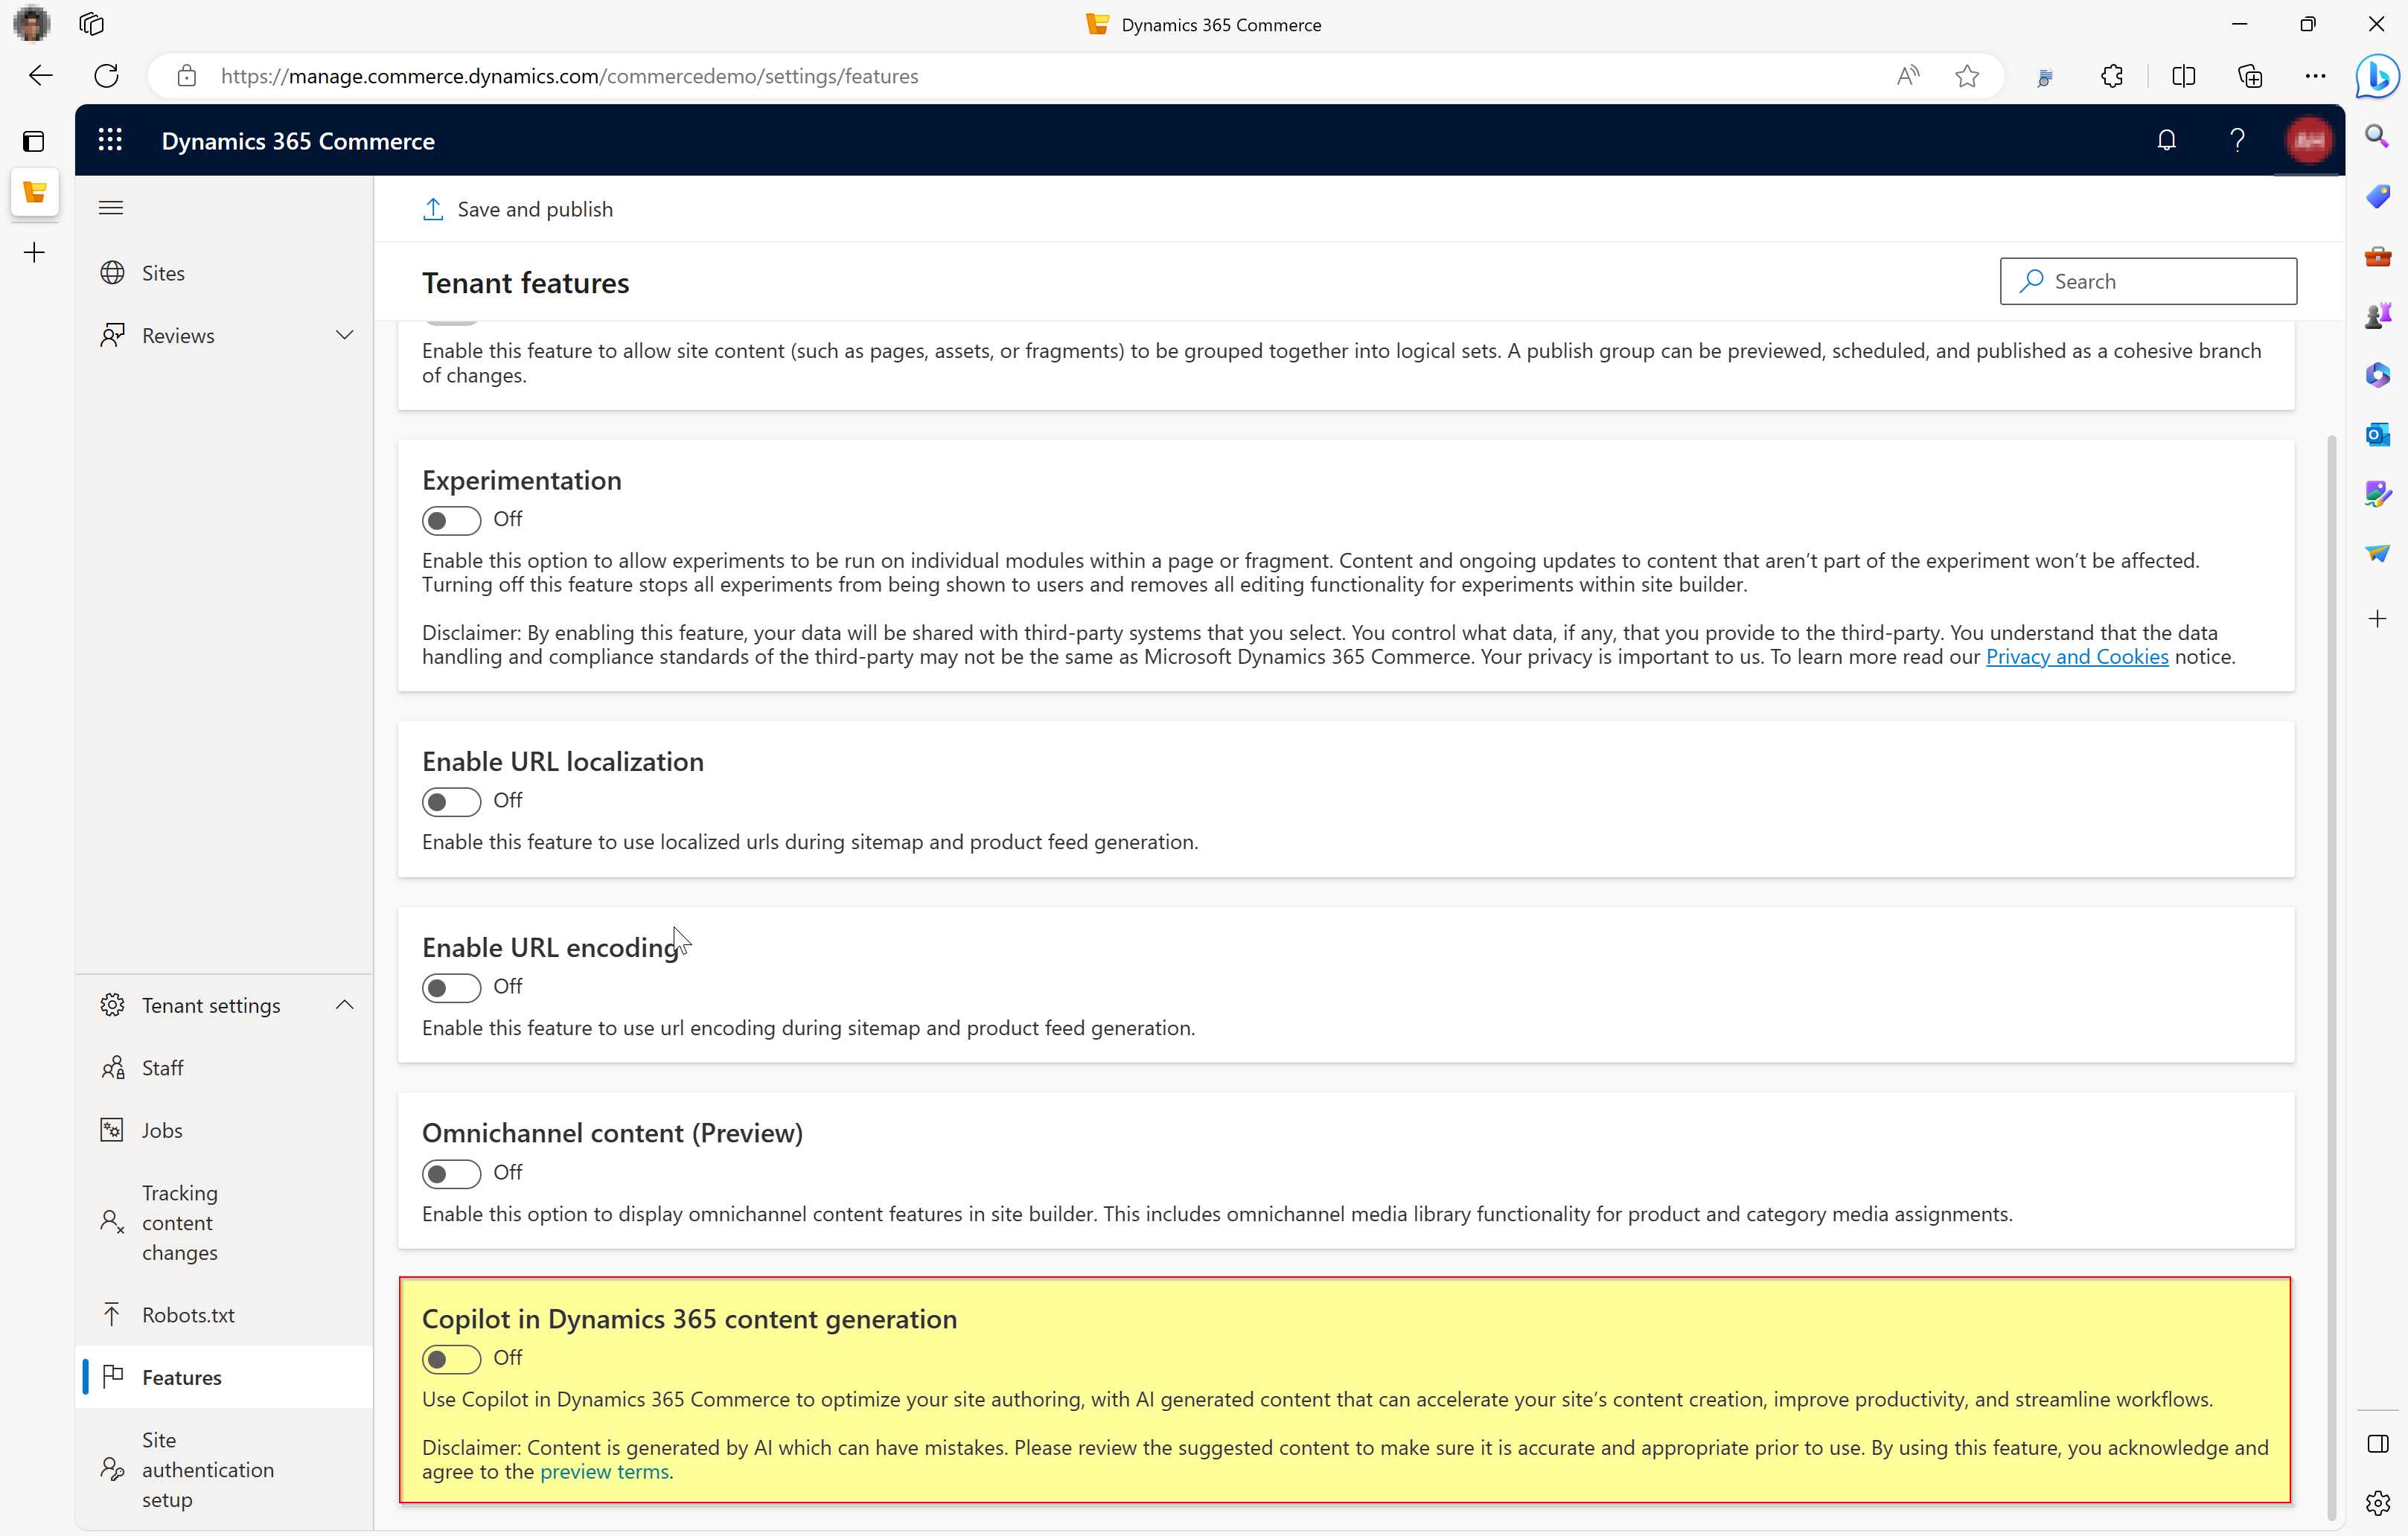 Dynamics 365 Commerce
https://manage.commerce.dynamics.com/commercedemo/settings/features
Dynamics 365 Commerce
Save and publish
Sites
Reviews
Tenant features
Search
Enable this feature to allow site content (such as pages, assets, or fragments) to be grouped together into logical sets. A publish group can be previewed, scheduled, and published as a cohesive branch
of changes.
Experimentation
Off
Enable this option to allow experiments to be run on individual modules within a page or fragment. Content and ongoing updates to content that aren’t part of the experiment won’t be affected.
Turning off this feature stops all experiments from being shown to users and removes all editing functionality for experiments within site builder.
Disclaimer: By enabling this feature, your data will be shared with third-party systems that you select. You control what data, if any, that you provide to the third-party. You understand that the data
handling and compliance standards of the third-party may not be the same as Microsoft Dynamics 365 Commerce. Your privacy is important to us. To learn more read our Privacy and Cookies notice.
Enable URL localization
Off
Enable this feature to use localized urls during sitemap and product feed generation.
Enable URL encoding
Off
Enable this feature to use url encoding during sitemap and product feed generation.
Omnichannel content (Preview)
Off
Enable this option to display omnichannel content features in site builder. This includes omnichannel media library functionality for product and category media assignments.
Copilot in Dynamics 365 content generation
Off
Use Copilot in Dynamics 365 Commerce to optimize your site authoring, with AI generated content that can accelerate your site’s content creation, improve productivity, and streamline workflows.
Disclaimer: Content is generated by AI which can have mistakes. Please review the suggested content to make sure it is accurate and appropriate prior to use. By using this feature, you acknowledge and
agree to the preview terms.
Tenant settings
Staff
Jobs
Tracking
content
changes
Robots.txt
Features
Site
authentication
setup